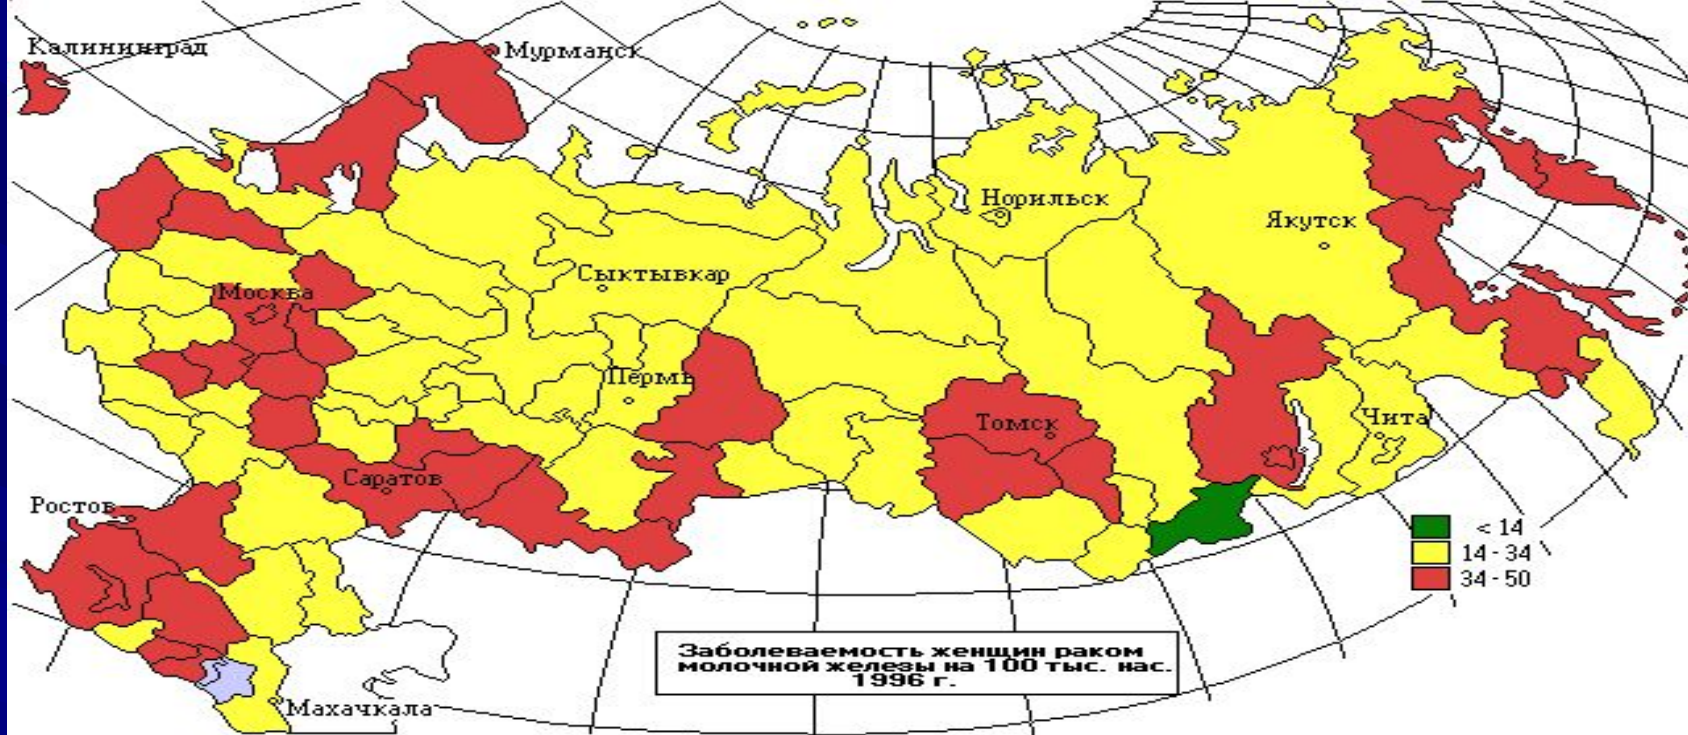 Калининград
Мурманск
Норильск
Якутск
Сыктывкар
Москва
Пермь
Томск
Чита
Саратов
Ростов
< 14
14 - 34
34 - 50
Заболеваемость женщин раком
молочной железы на 100 тыс. нас.
1996 г.
Махачкала